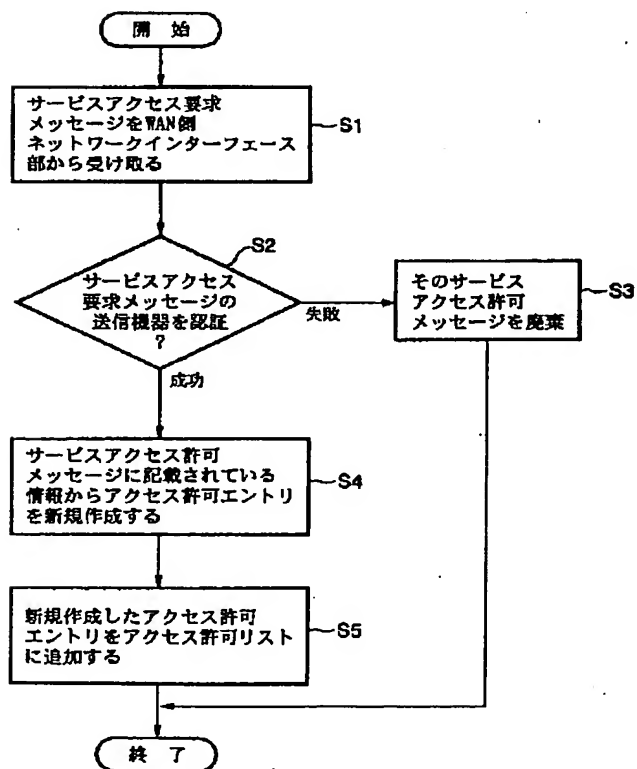 開始
サービスアクセス要求
メッセージをWAN側
ネットワークインターフェース
部から受け取る
S1
S2
サービスアクセス
要求メッセージの
送信機器を認証
?
失敗
成功
そのサービス
アクセス許可
メッセージを廃棄
S3
サービスアクセス許可
メッセージに記載されている
情報からアクセス許可エントリ
を新規作成する
S4
新規作成したアクセス許可
エントリをアクセス許可リスト
に追加する
S5
終了